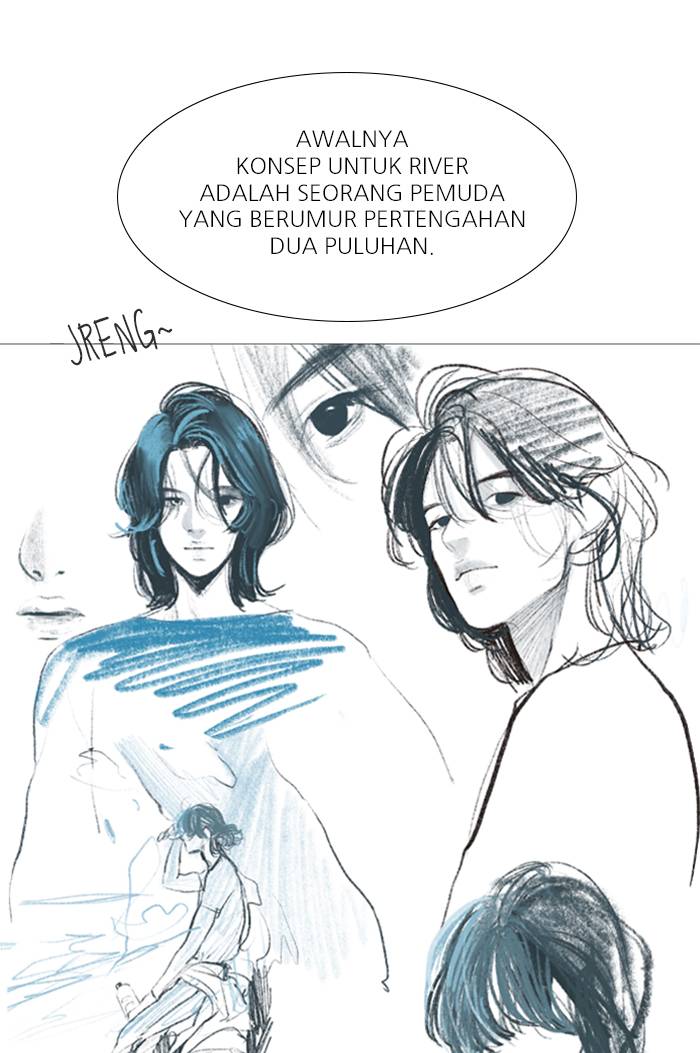 AWALNYA
KONSEP UNTUK RIVER
ADALAH SEORANG PEMUDA
YANG BERUMUR PERTENGAHAN
DUA PULUHAN.
JRENG~